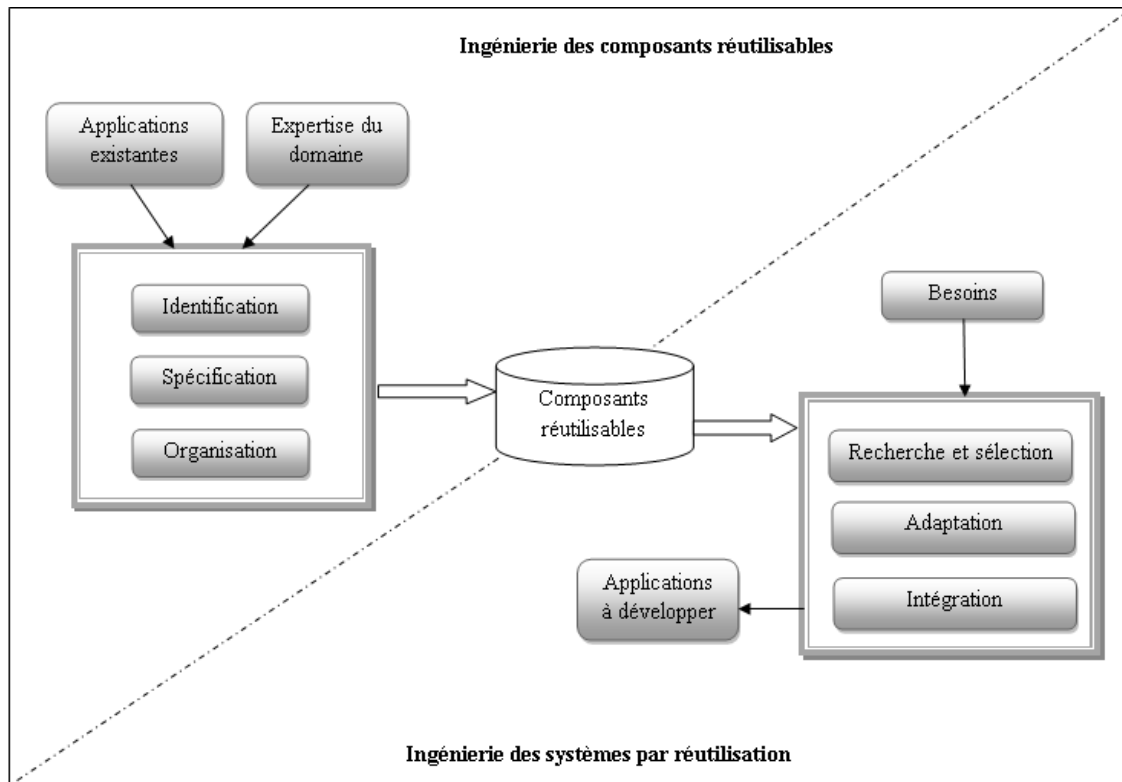 Ingénierie des composants réutilisables
Applications
existantes
Expertise du
domaine
Identification
Spécification
Organisation
Composants
réutilisables
Besoins
Recherche et sélection
Adaptation
Intégration
Applications
à développer
Ingénierie des systèmes par réutilisation